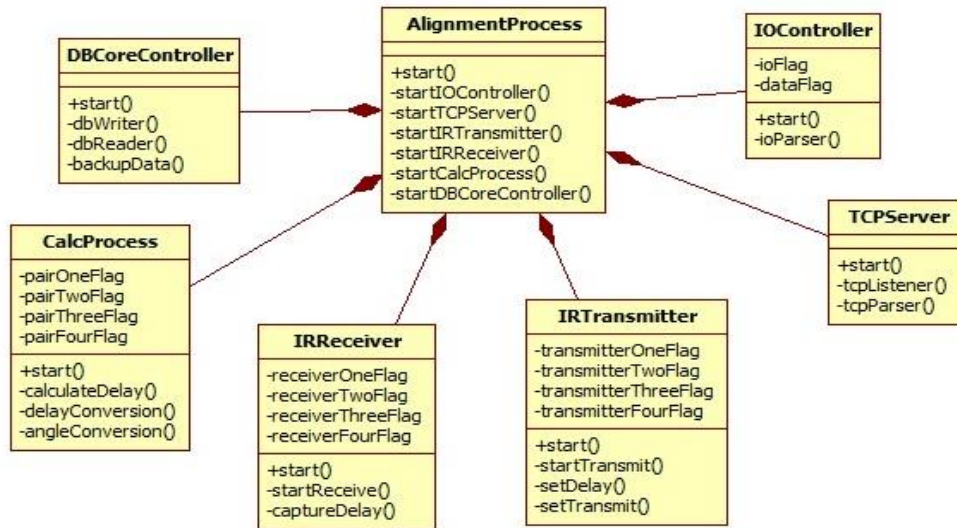 AlignmentProcess
+start()
-startIOController()
-startTCPServer()
-startIRTransmitter()
-startIRReceiver()
-startCalcProcess()
-startDBCoreController()
DBCoreController
+start()
-dbWriter()
-dbReader()
-backupData()
IOController
-ioFlag
-dataFlag
+start()
-ioParser()
CalcProcess
-pairOneFlag
-pairTwoFlag
-pairThreeFlag
-pairFourFlag
+start()
-calculateDelay()
-delayConversion()
-angleConversion()
IRReceiver
-receiverOneFlag
-receiverTwoFlag
-receiverThreeFlag
-receiverFourFlag
+start()
-startReceive()
-captureDelay()
IRTransmitter
-transmitterOneFlag
-transmitterTwoFlag
-transmitterThreeFlag
-transmitterFourFlag
+start()
-startTransmit()
-setDelay()
-setTransmit()
TCPServer
+start()
-tcpListener()
-tcpParser()